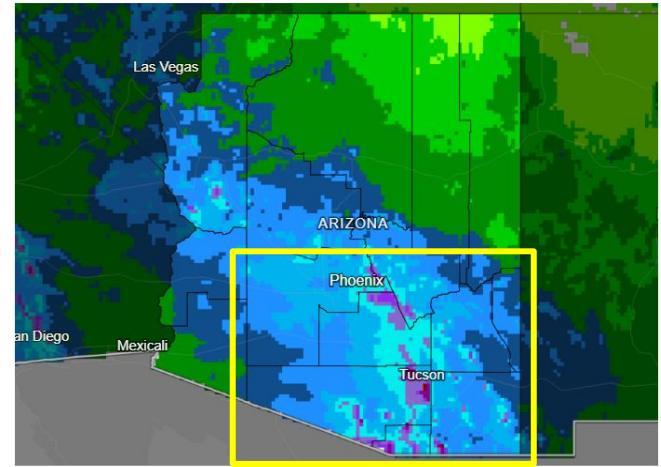 Las Vegas
ARIZONA
Phoenix
an Diego
Mexicali
Tucson